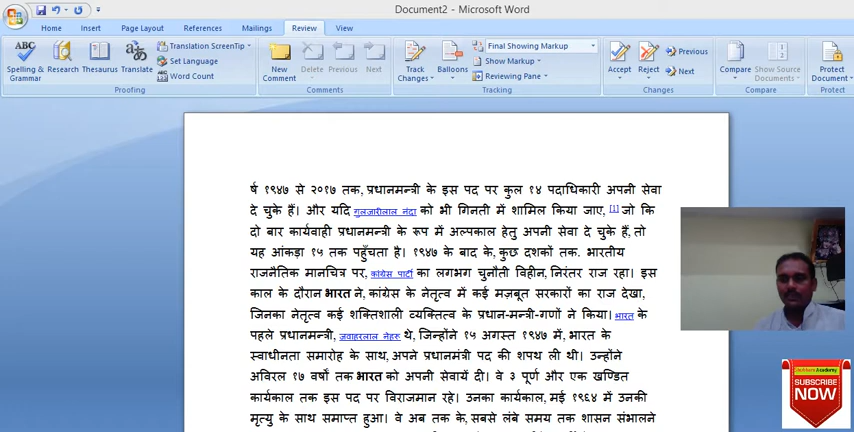 Document2 - Microsoft Word
Home Insert Page Layout References Mailings Review View
ABC Spelling & Grammar Research Thesaurus Translate
Translation ScreenTip
Set Language
ABC 123 Word Count
Proofing
New Comment Delete Previous Next
Comments
Track Changes Balloons
Final Showing Markup
Show Markup
Reviewing Pane
Tracking
Accept Reject
Previous
Next
Changes
Compare Show Source Documents
Compare
Protect Document
Protect
र्ष १९४७ से २०१७ तक, प्रधानमन्त्री के इस पद पर कुल १४ पदाधिकारी अपनी सेवा
दे चुके हैं। और यदि गुलजारीलाल नंदा को भी गिनती में शामिल किया जाए, [1] जो कि
दो बार कार्यवाही प्रधानमन्त्री के रूप में अल्पकाल हेतु अपनी सेवा दे चुके हैं, तो
यह आंकड़ा १५ तक पहुँचता है। १९४७ के बाद के, कुछ दशकों तक. भारतीय
राजनैतिक मानचित्र पर, कांग्रेस पार्टी का लगभग चुनौती विहीन, निरंतर राज रहा। इस
काल के दौरान भारत ने, कांग्रेस के नेतृत्व में कई मज़बूत सरकारों का राज देखा,
जिनका नेतृत्व कई शक्तिशाली व्यक्तित्व के प्रधान-मन्त्री-गणों ने किया। भारत के
पहले प्रधानमन्त्री, जवाहरलाल नेहरू थे, जिन्होंने १५ अगस्त १९४७ में, भारत के
स्वाधीनता समारोह के साथ, अपने प्रधानमंत्री पद की शपथ ली थी। उन्होंने
अविरल १७ वर्षों तक भारत को अपनी सेवायें दी। वे ३ पूर्ण और एक खण्डित
कार्यकाल तक इस पद पर विराजमान रहे। उनका कार्यकाल, मई १९६४ में उनकी
मृत्यु के साथ समाप्त हुआ। वे अब तक के, सबसे लंबे समय तक शासन संभालने
SUBSCRIBE
NOW